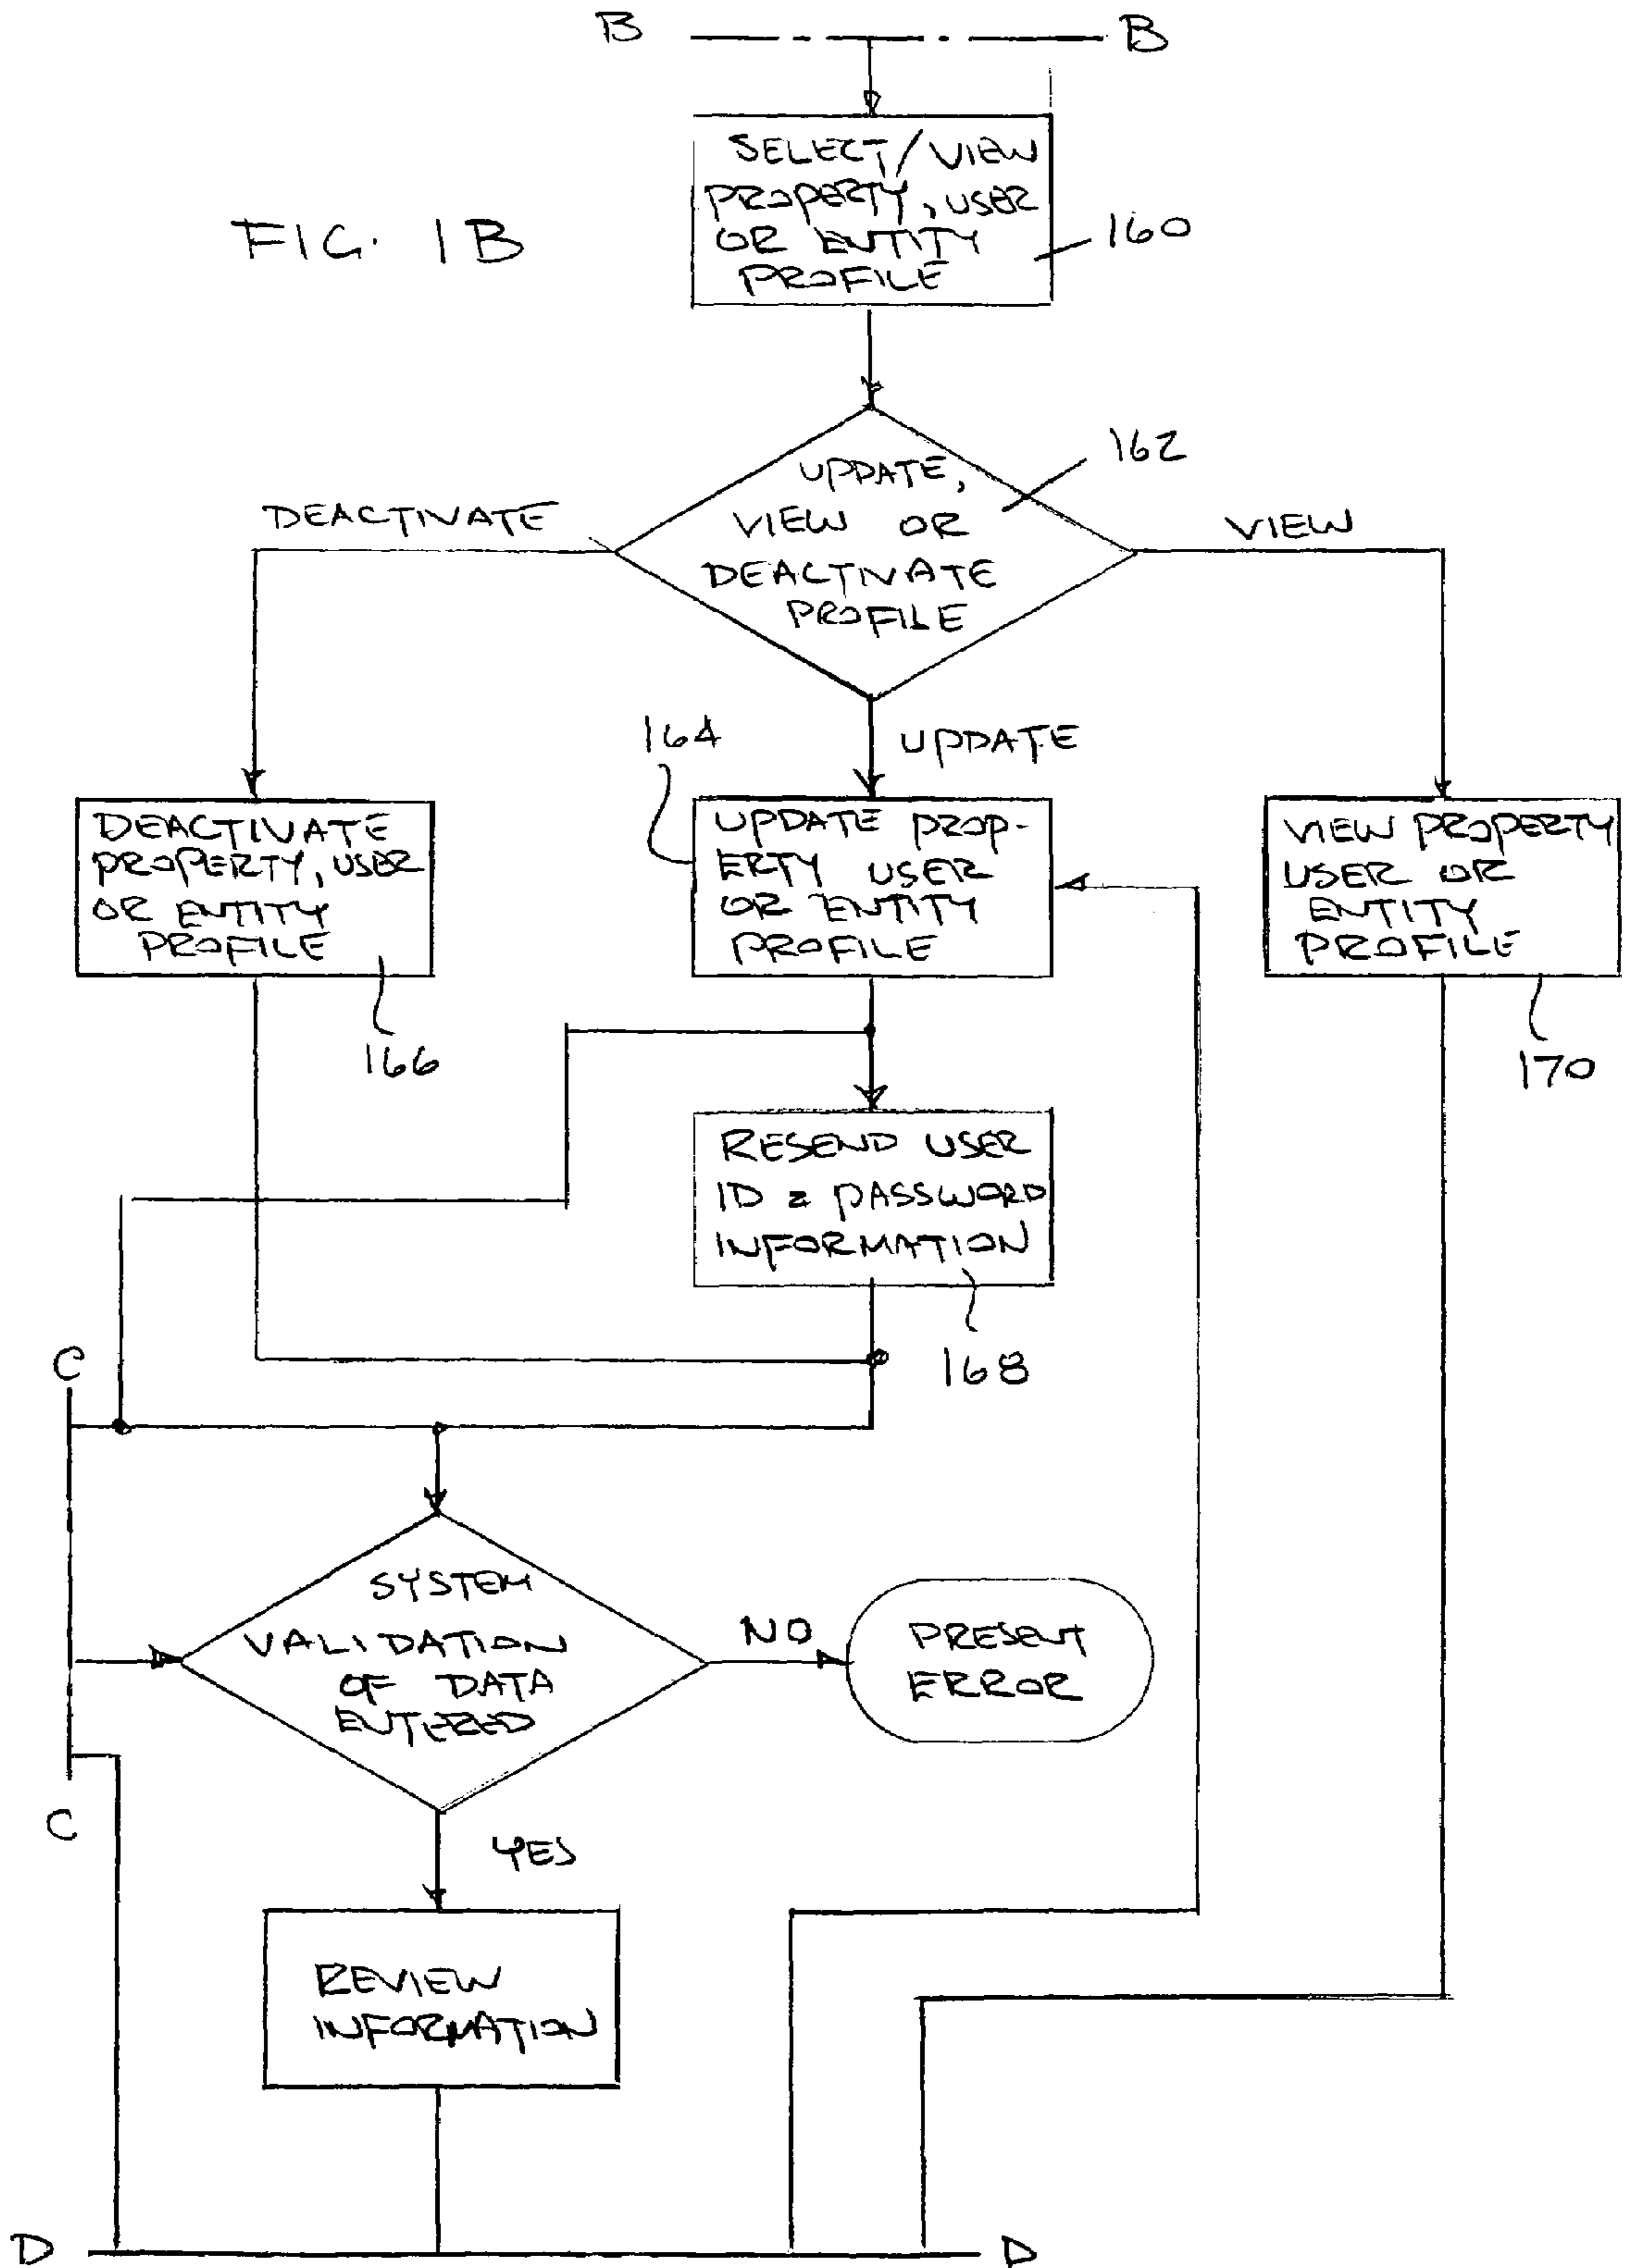 B B
FIG. 1B
SELECT/VIEW
PROPERTY, USER
OR ENTITY
PROFILE
160
UPDATE,
VIEW OR
DEACTIVATE
PROFILE
162
DEACTIVATE
VIEW
UPDATE
164
DEACTIVATE
PROPERTY, USER
OR ENTITY
PROFILE
166
UPDATE PROP-
ERTY USER
OR ENTITY
PROFILE
VIEW PROPERTY
USER OR
ENTITY
PROFILE
170
RESEND USER
ID & PASSWORD
INFORMATION
168
C
SYSTEM
VALIDATION
OF DATA
ENTERED
NO
PRESENT
ERROR
C
YES
REVIEW
INFORMATION
D D